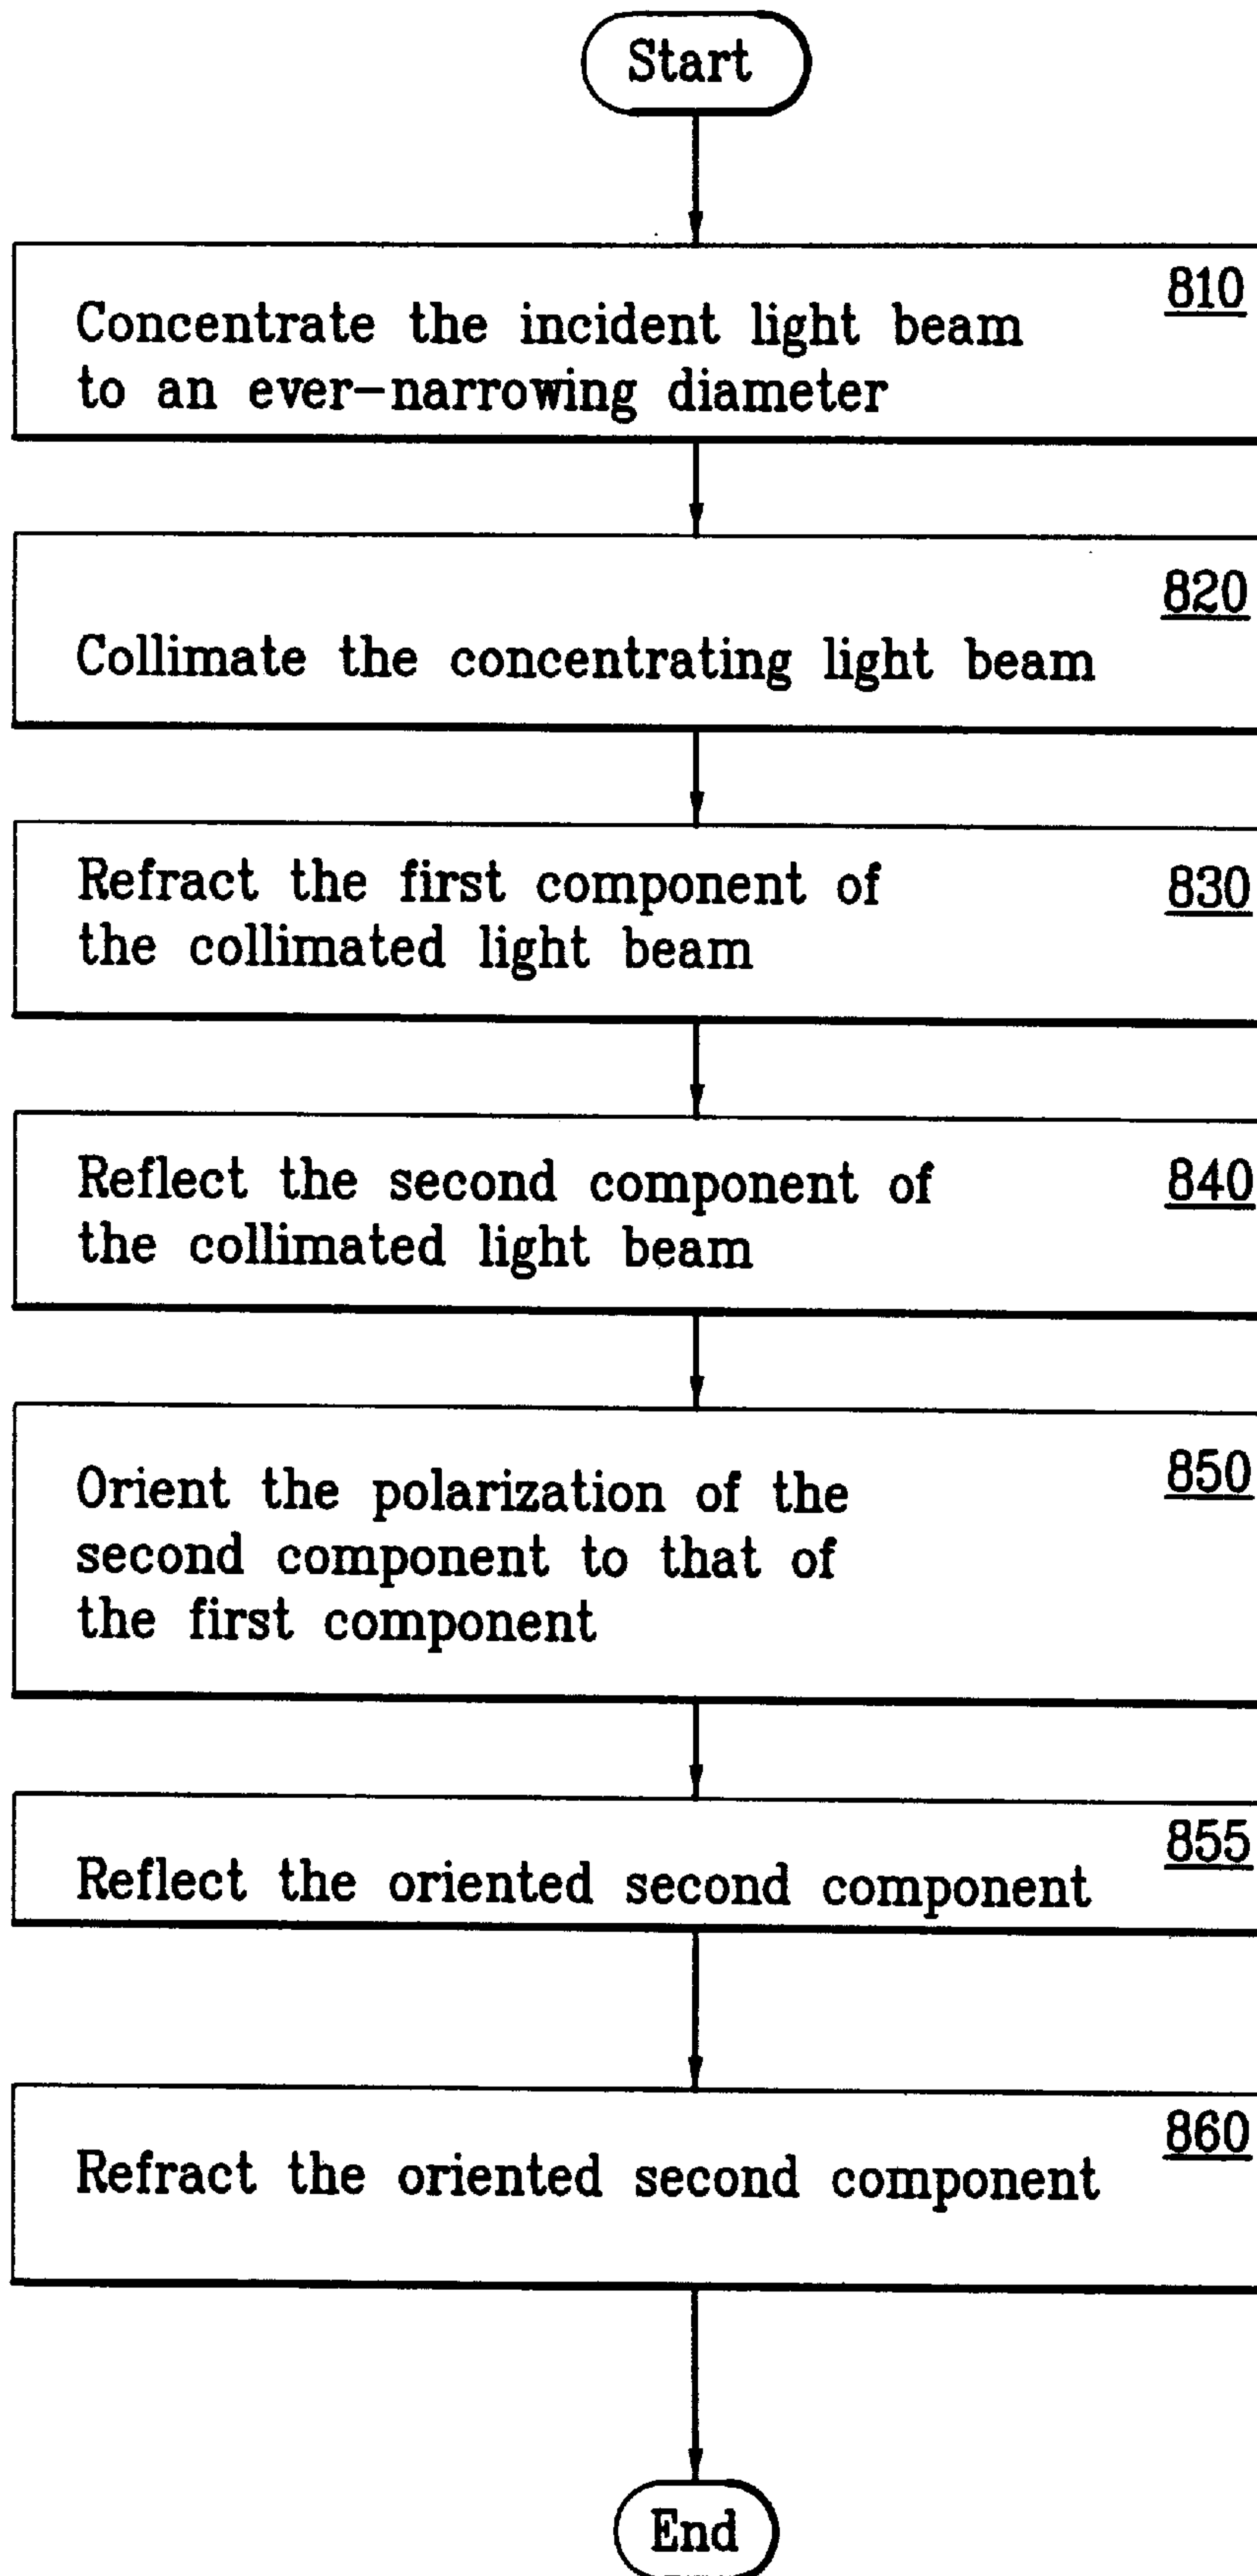 Start
810
Concentrate the incident light beam
to an ever-narrowing diameter
820
Collimate the concentrating light beam
Refract the first component of
830
the collimated light beam
Reflect the second component of
840
the collimated light beam
850
Orient the polarization of the
second component to that of
the first component
855
Reflect the oriented second component
860
Refract the oriented second component
End